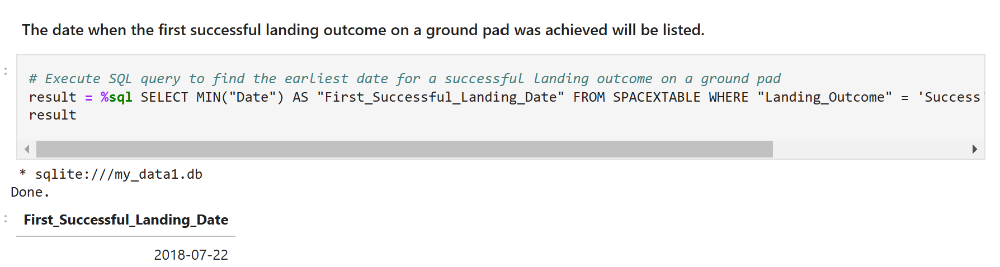 The date when the first successful landing outcome on a ground pad was achieved will be listed.
# Execute SQL query to find the earliest date for a successful landing outcome on a ground pad
result = %sql SELECT MIN("Date") AS "First_Successful_Landing_Date" FROM SPACEXTABLE WHERE "Landing_Outcome" = 'Success'
result
* sqlite:///my_data1.db
Done.
First_Successful_Landing_Date
2018-07-22